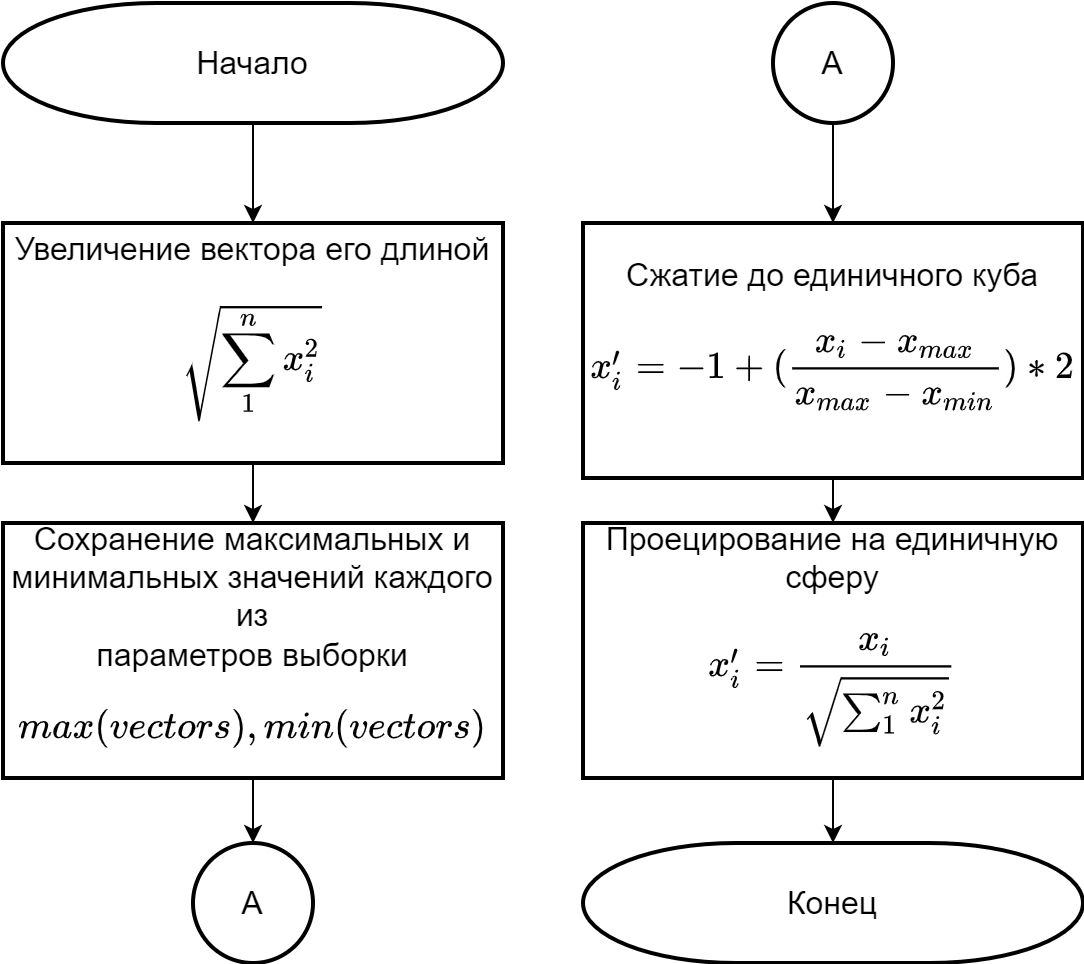 Начало
Увеличение вектора его длиной
$\sqrt{\sum_{1}^{n} x_i^2}$
Сохранение максимальных и
минимальных значений каждого
из
параметров выборки
$max(vectors), min(vectors)$
А
А
Сжатие до единичного куба
$x_i' = -1 + (\frac{x_i - x_{max}}{x_{max} - x_{min}}) * 2$
Проецирование на единичную
сферу
$x_i' = \frac{x_i}{\sqrt{\sum_{1}^{n} x_i^2}}$
Конец